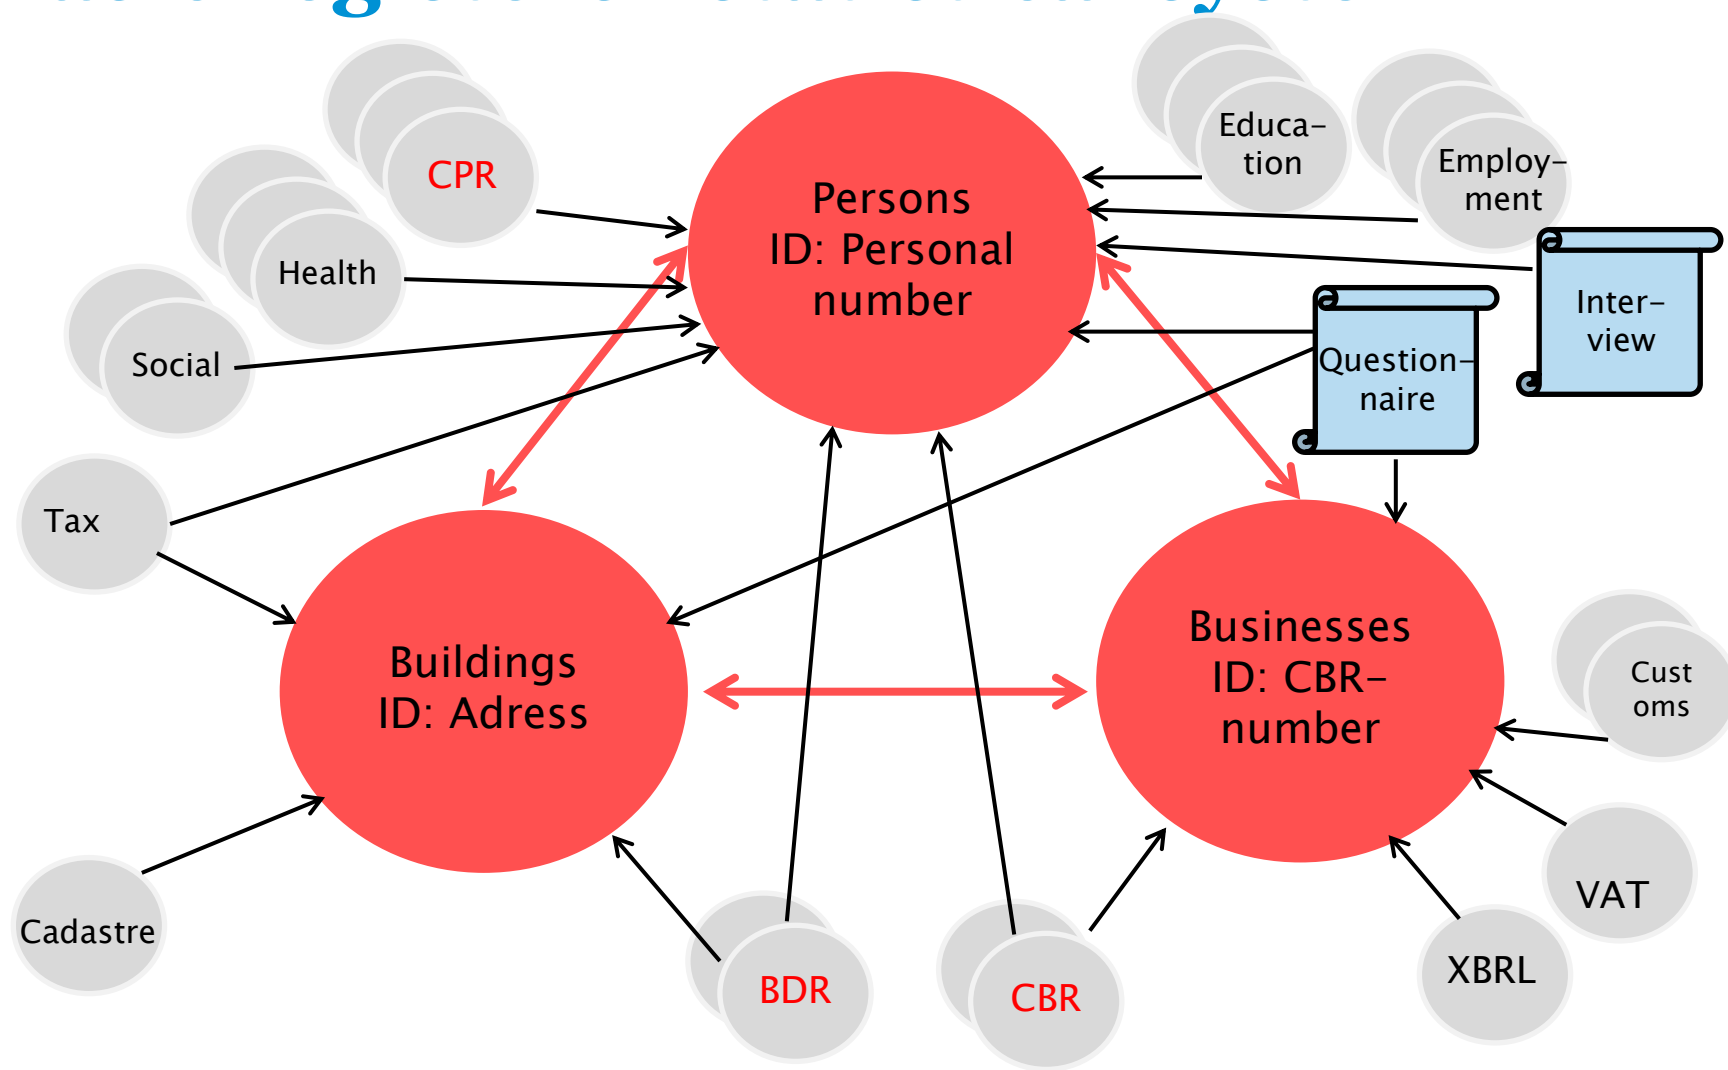 CPR
Educa-
tion
Employ-
ment
Persons
ID: Personal
number
Health
Inter-
view
Social
Question-
naire
Tax
Buildings
ID: Adress
Businesses
ID: CBR-
number
Cust
oms
Cadastre
BDR
CBR
VAT
XBRL